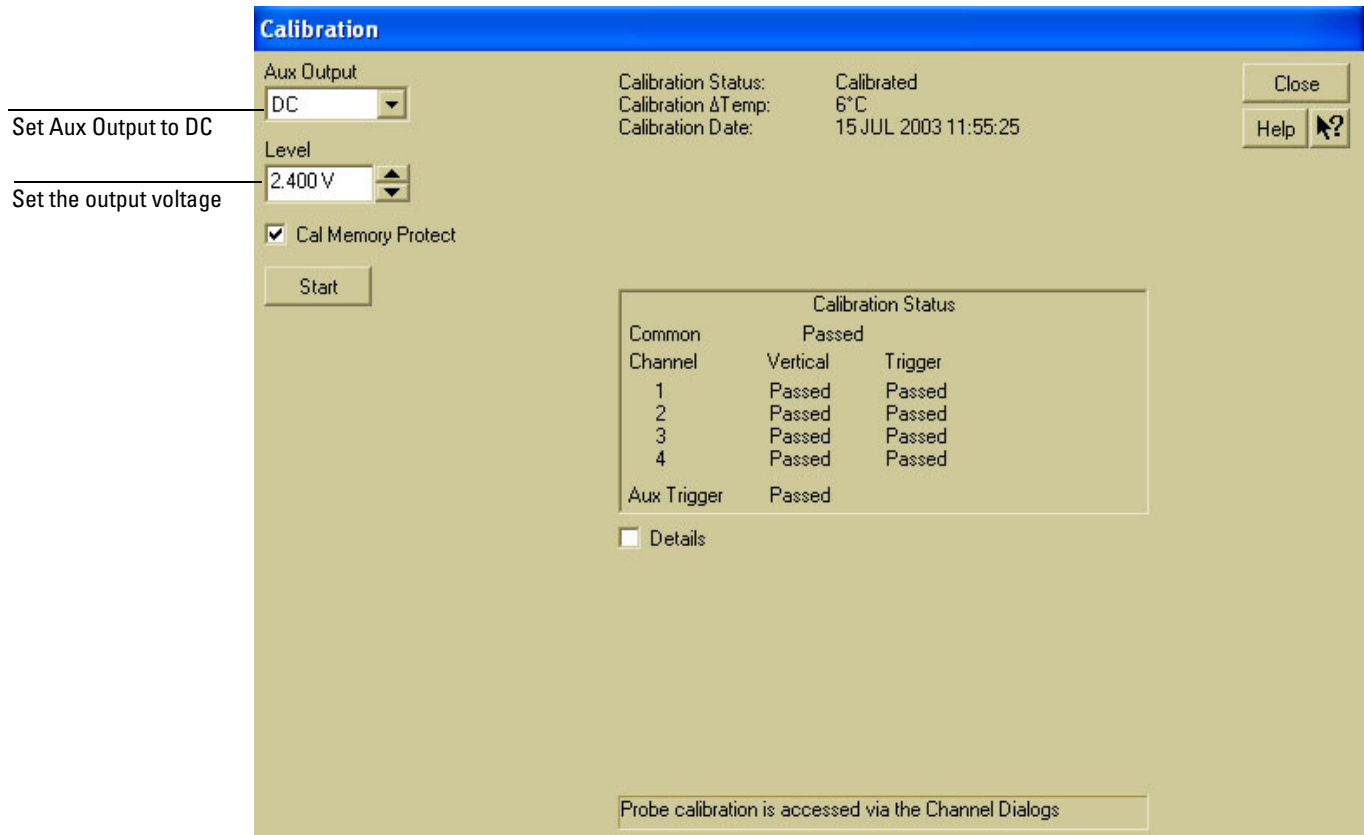 Calibration
Aux Output
DC
Set Aux Output to DC
Level
2.400 V
Set the output voltage
Cal Memory Protect
Start
Calibration Status: Calibrated
Calibration ΔTemp: 6°C
Calibration Date: 15 JUL 2003 11:55:25
Close
Help ?
Calibration Status
Common Passed
Channel Vertical Trigger
1 Passed Passed
2 Passed Passed
3 Passed Passed
4 Passed Passed
Aux Trigger Passed
Details
Probe calibration is accessed via the Channel Dialogs